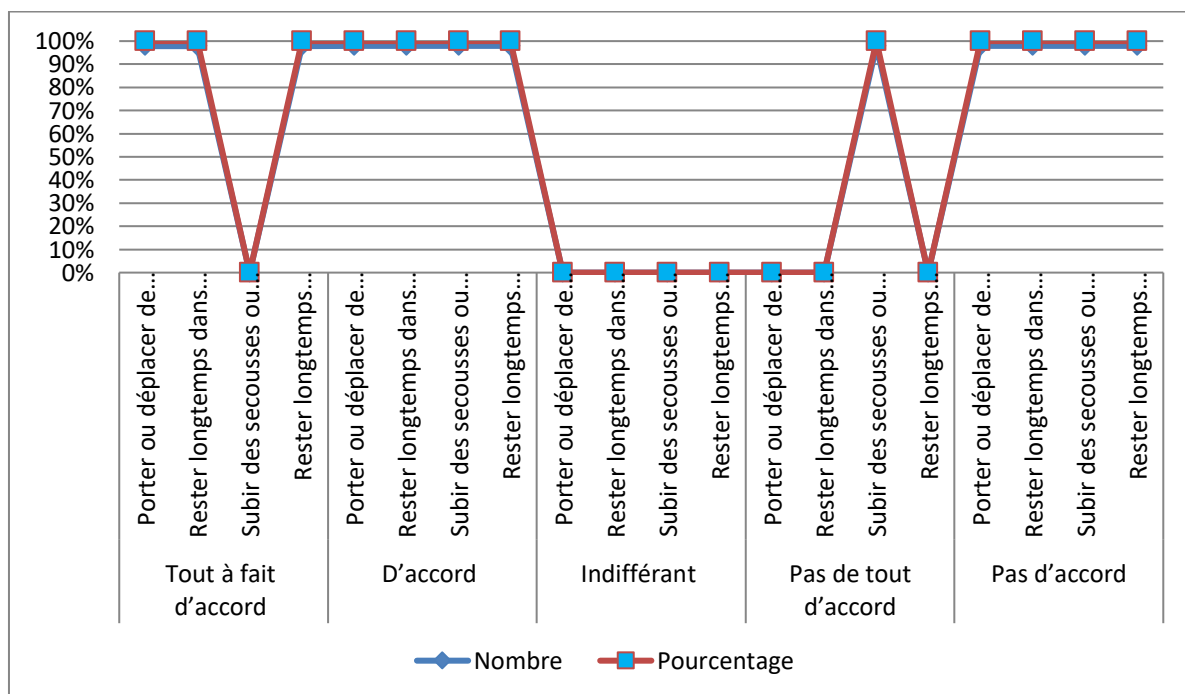 100%
90%
80%
70%
60%
50%
40%
30%
20%
10%
0%
Porter ou déplacer de…
Rester longtemps dans…
Subir des secousses ou…
Rester longtemps…
Porter ou déplacer de…
Rester longtemps dans…
Subir des secousses ou…
Rester longtemps…
Porter ou déplacer de…
Rester longtemps dans…
Subir des secousses ou…
Rester longtemps…
Porter ou déplacer de…
Rester longtemps dans…
Subir des secousses ou…
Rester longtemps…
Porter ou déplacer de…
Rester longtemps dans…
Subir des secousses ou…
Rester longtemps…
Tout à fait
d’accord
D’accord
Indifférant
Pas de tout
d’accord
Pas d’accord
Nombre
Pourcentage